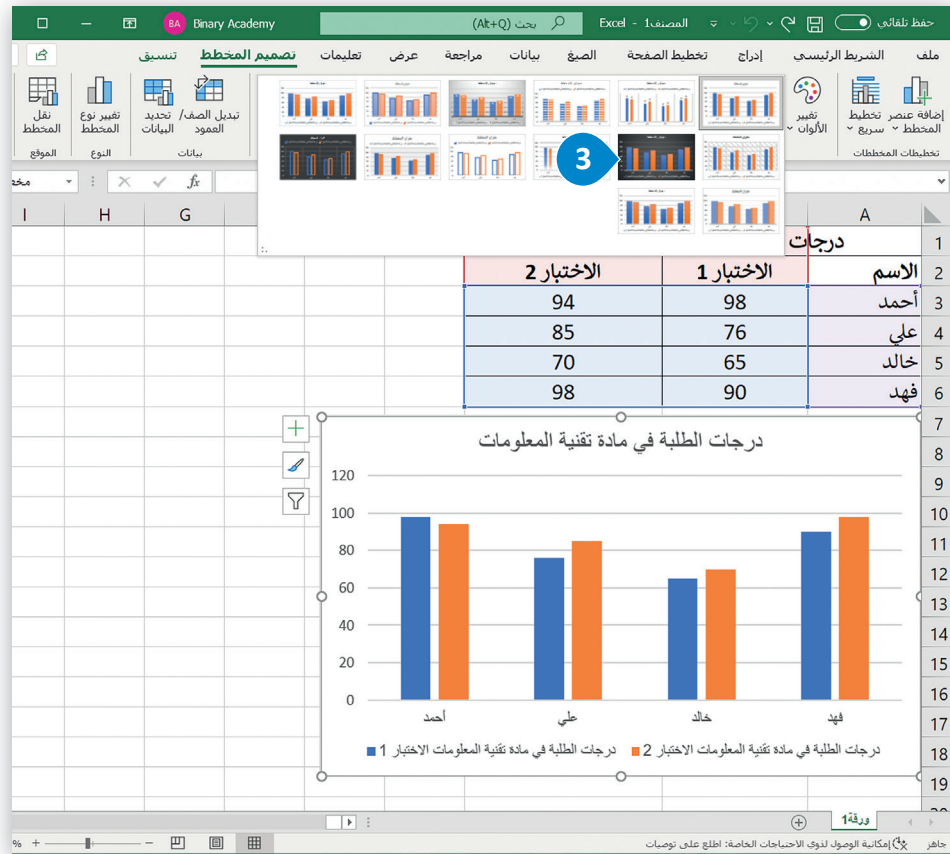 حفظ تلقائي
المصنف1 - Excel
بحث (Alt+Q)
Binary Academy
BA
ملف الشريط الرئيسي إدراج تخطيط الصفحة الصيغ بيانات مراجعة عرض تعليمات تصميم المخطط تنسيق
إضافة عنصر المخطط
تخطيط سريع
تغيير الألوان
تبديل الصف/ العمود
تحديد البيانات
تغيير نوع المخطط
نقل المخطط
تخطيطات المخططات
بيانات
النوع
الموقع
3
fx
A G H I
1 درجات
2 الاسم الاختبار 1 الاختبار 2
3 أحمد 98 94
4 علي 76 85
5 خالد 65 70
6 فهد 90 98
7
8
9
10
11
12
13
14
15
16
17
18
19
درجات الطلبة في مادة تقنية المعلومات
120
100
80
60
40
20
0
أحمد علي خالد فهد
درجات الطلبة في مادة تقنية المعلومات الاختبار 1
درجات الطلبة في مادة تقنية المعلومات الاختبار 2
ورقة1
جاهز
إمكانية الوصول لذوي الاحتياجات الخاصة: اطلع على توصيات
%